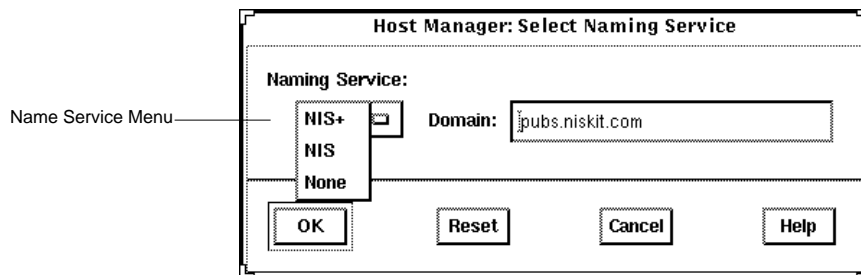 Host Manager: Select Naming Service
Naming Service:
Name Service Menu
NIS+
NIS
None
Domain: pubs.niskit.com
OK Reset Cancel Help